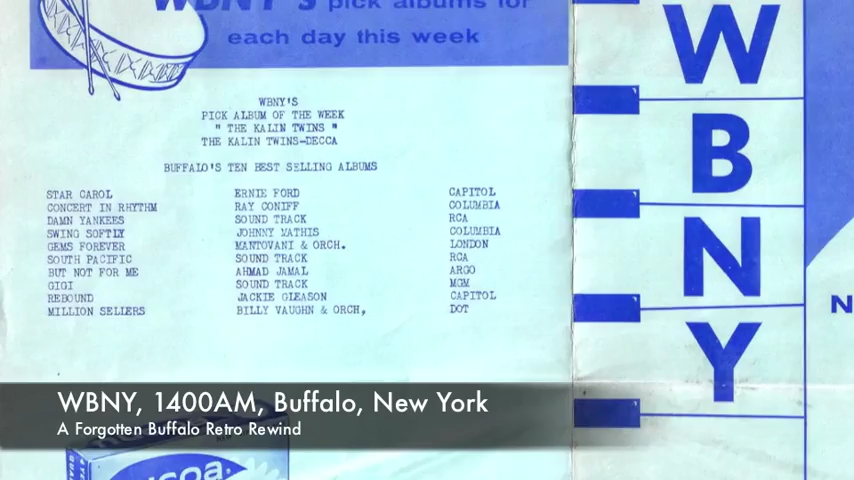 WBNY'S pick albums for
each day this week
WBNY'S
PICK ALBUM OF THE WEEK
" THE KALIN TWINS "
THE KALIN TWINS-DECCA
BUFFALO'S TEN BEST SELLING ALBUMS
STAR CAROL ERNIE FORD CAPITOL
CONCERT IN RHYTHM RAY CONIFF COLUMBIA
DAMN YANKEES SOUND TRACK RCA
SWING SOFTLY JOHNNY MATHIS COLUMBIA
GEMS FOREVER MANTOVANI & ORCH. LONDON
SOUTH PACIFIC SOUND TRACK RCA
BUT NOT FOR ME AHMAD JAMAL ARGO
GIGI SOUND TRACK MGM
REBOUND JACKIE GLEASON CAPITOL
MILLION SELLERS BILLY VAUGHN & ORCH, DOT
W
B
N
Y
N
WBNY, 1400AM, Buffalo, New York
A Forgotten Buffalo Retro Rewind